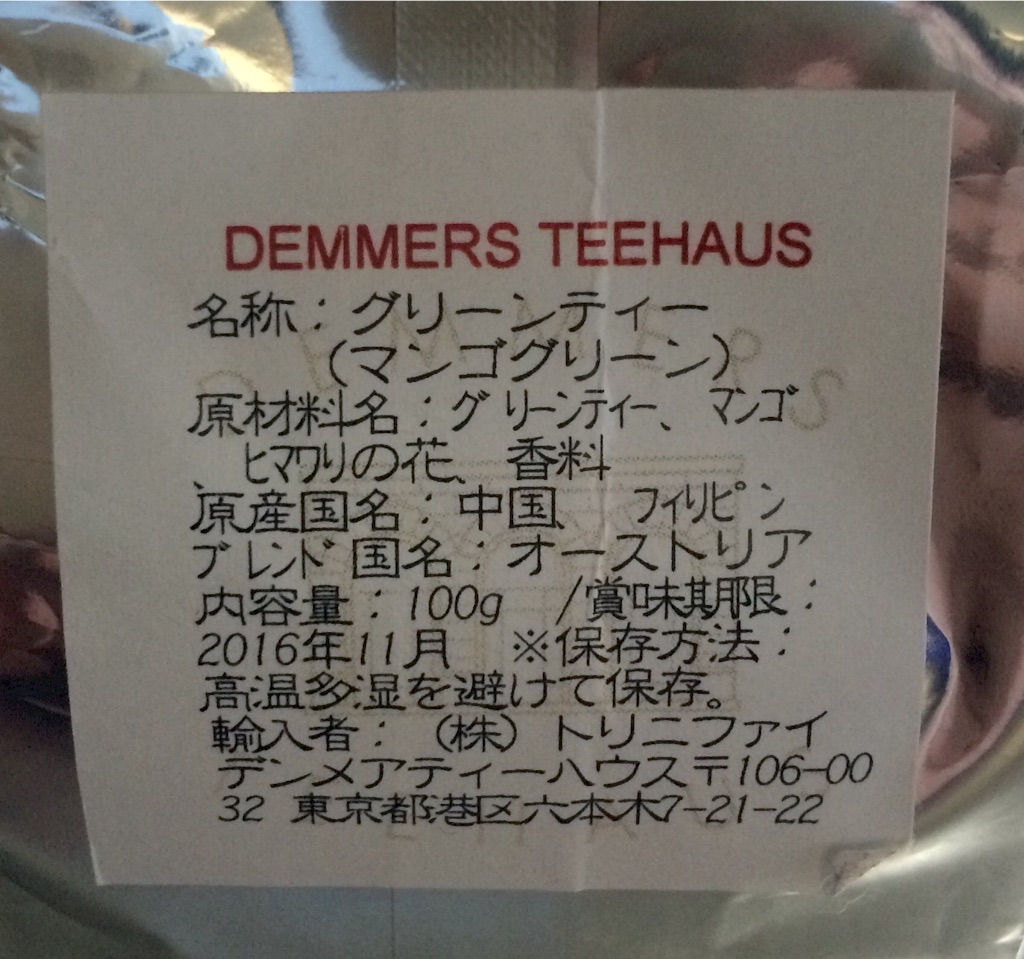 DEMMERS TEEHAUS
名称：グリーンティー
（マンゴグリーン）
原材料名：グリーンティー、マンゴ
、ヒマワリの花、香料
原産国名：中国、フィリピン
ブレンド国名：オーストリア
内容量：100g /賞味期限：
2016年11月 ※保存方法：
高温多湿を避けて保存。
輸入者：（株）トリニファイ
デンメアティーハウス〒106-00
32 東京都港区六本木7-21-22